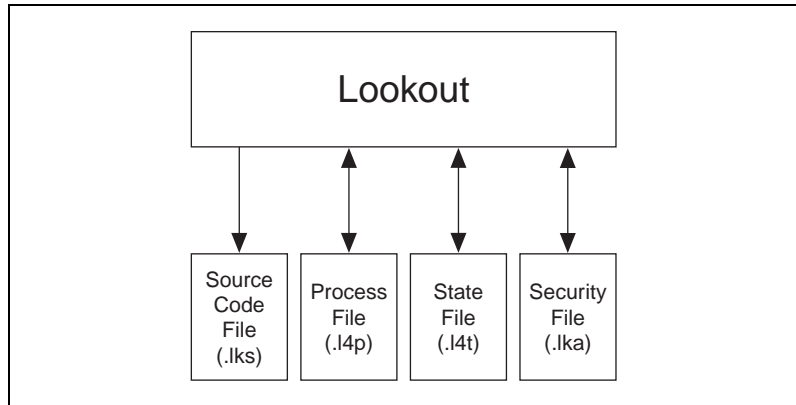 Lookout
Source
Code
File
(.lks)
Process
File
(.l4p)
State
File
(.l4t)
Security
File
(.lka)